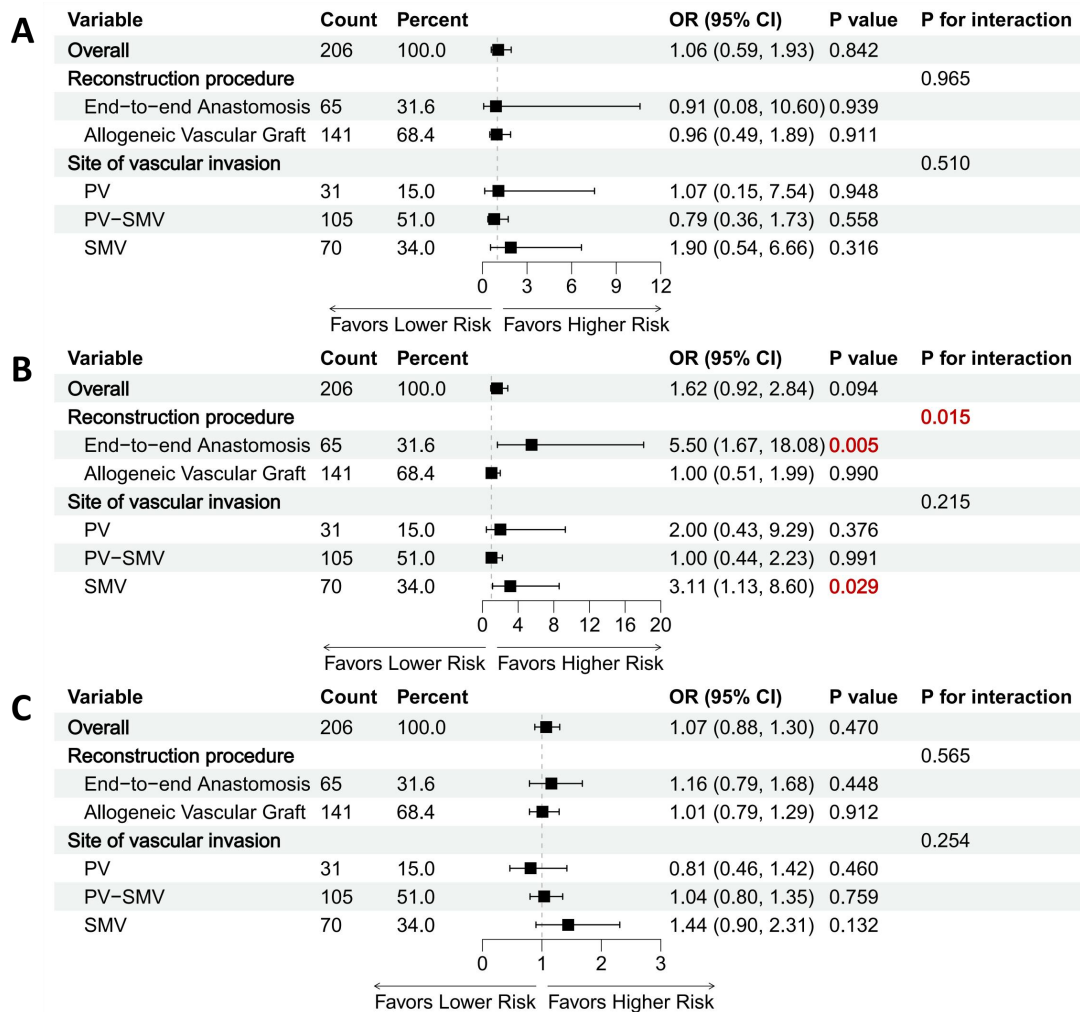 A
Variable Count Percent OR (95% CI) P value P for interaction
Overall 206 100.0 1.06 (0.59, 1.93) 0.842
Reconstruction procedure 0.965
End−to−end Anastomosis 65 31.6 0.91 (0.08, 10.60) 0.939
Allogeneic Vascular Graft 141 68.4 0.96 (0.49, 1.89) 0.911
Site of vascular invasion 0.510
PV 31 15.0 1.07 (0.15, 7.54) 0.948
PV−SMV 105 51.0 0.79 (0.36, 1.73) 0.558
SMV 70 34.0 1.90 (0.54, 6.66) 0.316
0 3 6 9 12
Favors Lower Risk Favors Higher Risk
B
Variable Count Percent OR (95% CI) P value P for interaction
Overall 206 100.0 1.62 (0.92, 2.84) 0.094
Reconstruction procedure 0.015
End−to−end Anastomosis 65 31.6 5.50 (1.67, 18.08) 0.005
Allogeneic Vascular Graft 141 68.4 1.00 (0.51, 1.99) 0.990
Site of vascular invasion 0.215
PV 31 15.0 2.00 (0.43, 9.29) 0.376
PV−SMV 105 51.0 1.00 (0.44, 2.23) 0.991
SMV 70 34.0 3.11 (1.13, 8.60) 0.029
0 4 8 12 16 20
Favors Lower Risk Favors Higher Risk
C
Variable Count Percent OR (95% CI) P value P for interaction
Overall 206 100.0 1.07 (0.88, 1.30) 0.470
Reconstruction procedure 0.565
End−to−end Anastomosis 65 31.6 1.16 (0.79, 1.68) 0.448
Allogeneic Vascular Graft 141 68.4 1.01 (0.79, 1.29) 0.912
Site of vascular invasion 0.254
PV 31 15.0 0.81 (0.46, 1.42) 0.460
PV−SMV 105 51.0 1.04 (0.80, 1.35) 0.759
SMV 70 34.0 1.44 (0.90, 2.31) 0.132
0 1 2 3
Favors Lower Risk Favors Higher Risk